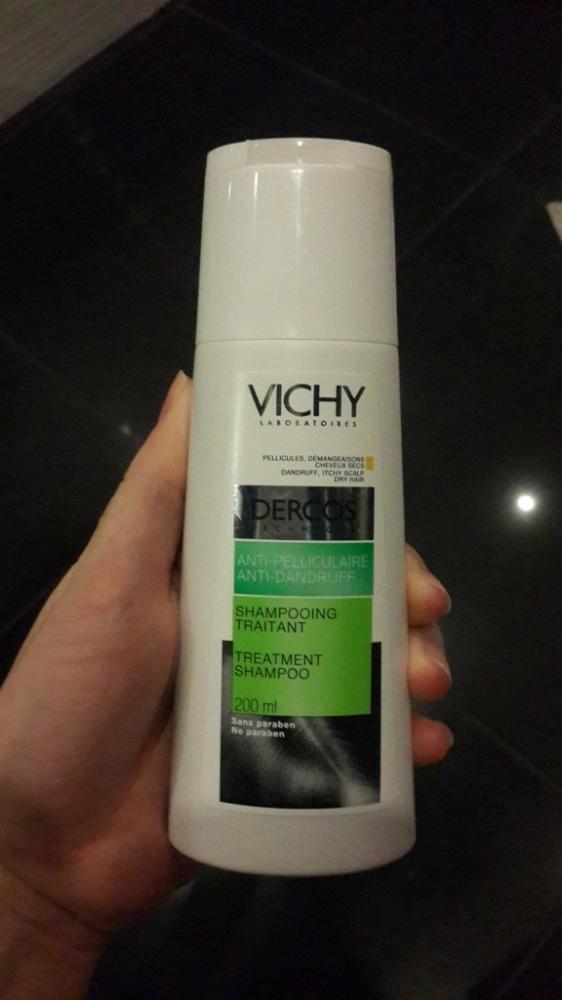 VICHY
LABORATOIRES
PELLICULES, DÉMANGEAISONS
CHEVEUX SECS
DANDRUFF, ITCHY SCALP
DRY HAIR
DERCOS
TECHNIQUE
ANTI-PELLICULAIRE
ANTI-DANDRUFF
SHAMPOOING
TRAITANT
TREATMENT
SHAMPOO
200 ml
Sans paraben
No paraben